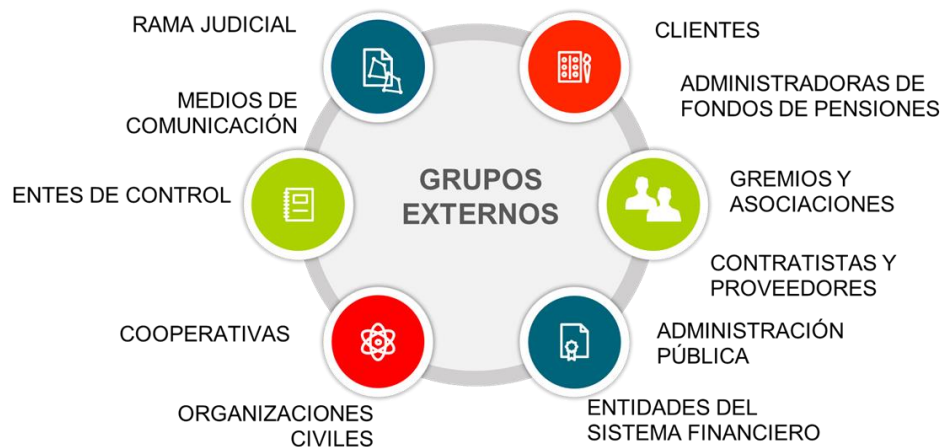 RAMA JUDICIAL
MEDIOS DE
COMUNICACIÓN
ENTES DE CONTROL
COOPERATIVAS
ORGANIZACIONES
CIVILES
GRUPOS
EXTERNOS
CLIENTES
ADMINISTRADORAS DE
FONDOS DE PENSIONES
GREMIOS Y
ASOCIACIONES
CONTRATISTAS Y
PROVEEDORES
ADMINISTRACIÓN
PÚBLICA
ENTIDADES DEL
SISTEMA FINANCIERO